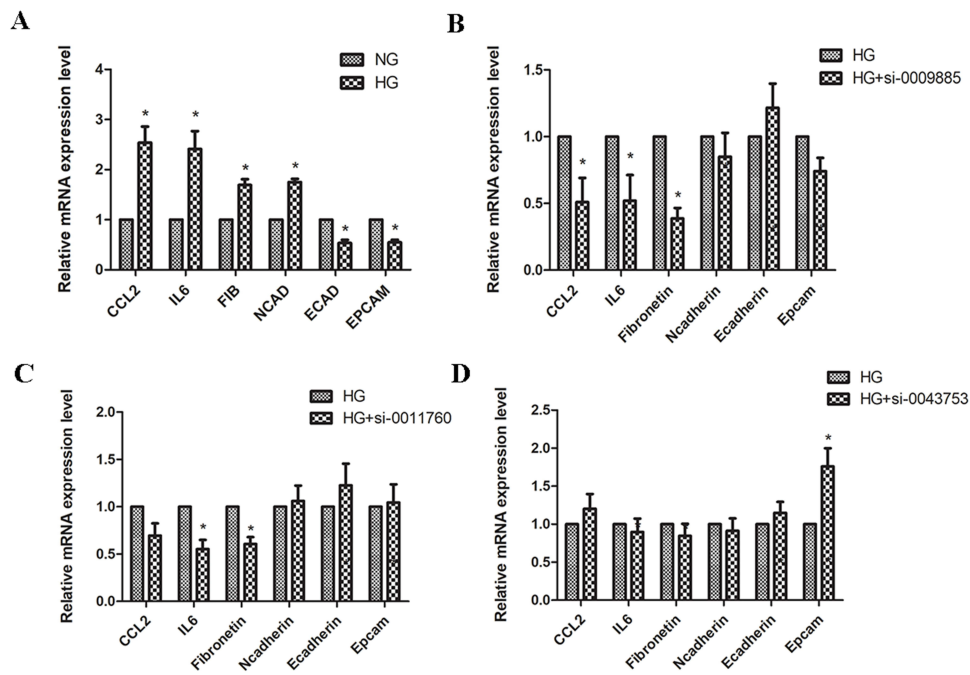 A
Relative mRNA expression level
NG
HG
4
3
2
1
0
*
*
*
*
*
*
CCL2
IL6
FIB
NCAD
ECAD
EPCAM
B
Relative mRNA expression level
HG
HG+si-0009885
1.5
1.0
0.5
0.0
*
*
*
CCL2
IL6
Fibronetin
Ncadherin
Ecadherin
Epcam
C
Relative mRNA expression level
HG
HG+si-0011760
2.0
1.5
1.0
0.5
0.0
*
*
CCL2
IL6
Fibronetin
Ncadherin
Ecadherin
Epcam
D
Relative mRNA expression level
HG
HG+si-0043753
2.5
2.0
1.5
1.0
0.5
0.0
*
CCL2
IL6
Fibronetin
Ncadherin
Ecadherin
Epcam